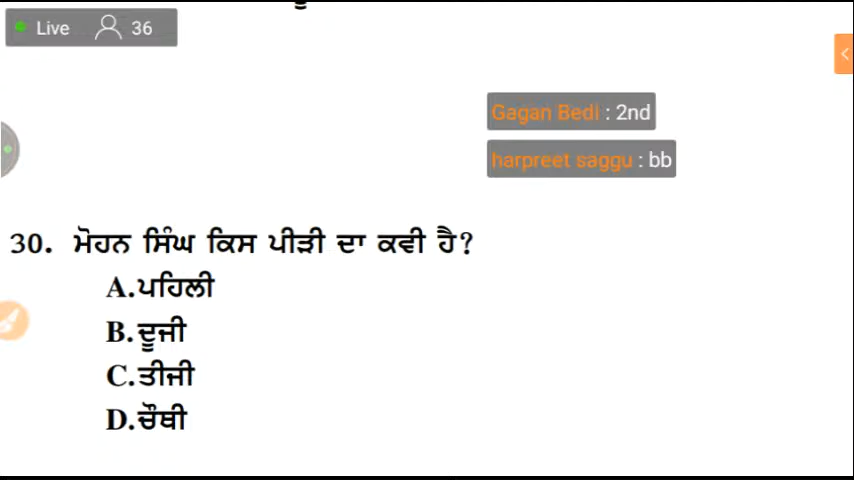 Live 36
Gagan Bedi : 2nd
harpreet saggu : bb
30. ਮੋਹਨ ਸਿੰਘ ਕਿਸ ਪੀੜੀ ਦਾ ਕਵੀ ਹੈ?
A.ਪਹਿਲੀ
B.ਦੂਜੀ
C.ਤੀਜੀ
D.ਚੌਥੀ